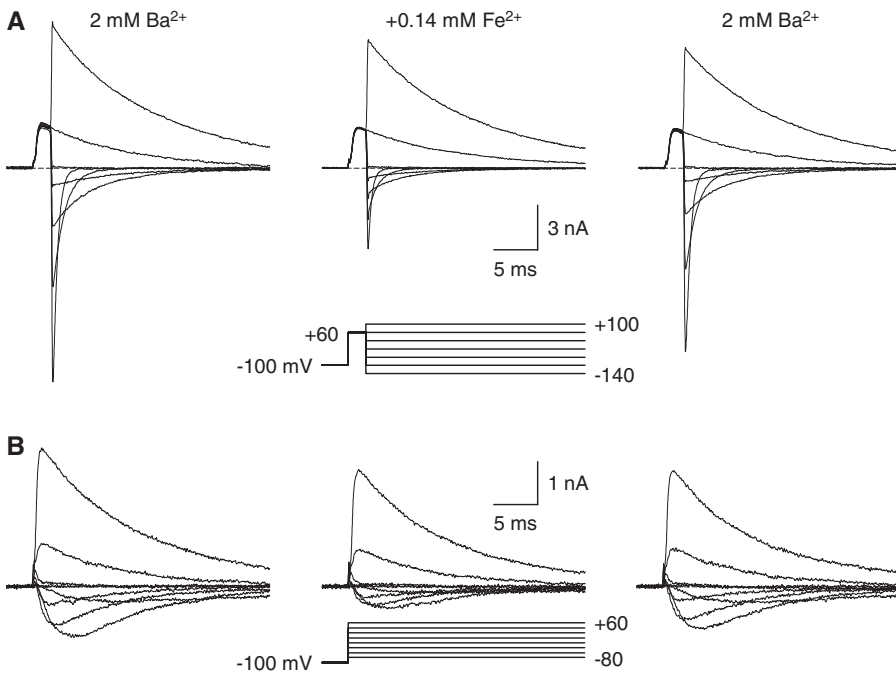 A
2 mM Ba²⁺
+0.14 mM Fe²⁺
2 mM Ba²⁺
3 nA
5 ms
+60
+100
-100 mV
-140
B
1 nA
5 ms
+60
-100 mV
-80